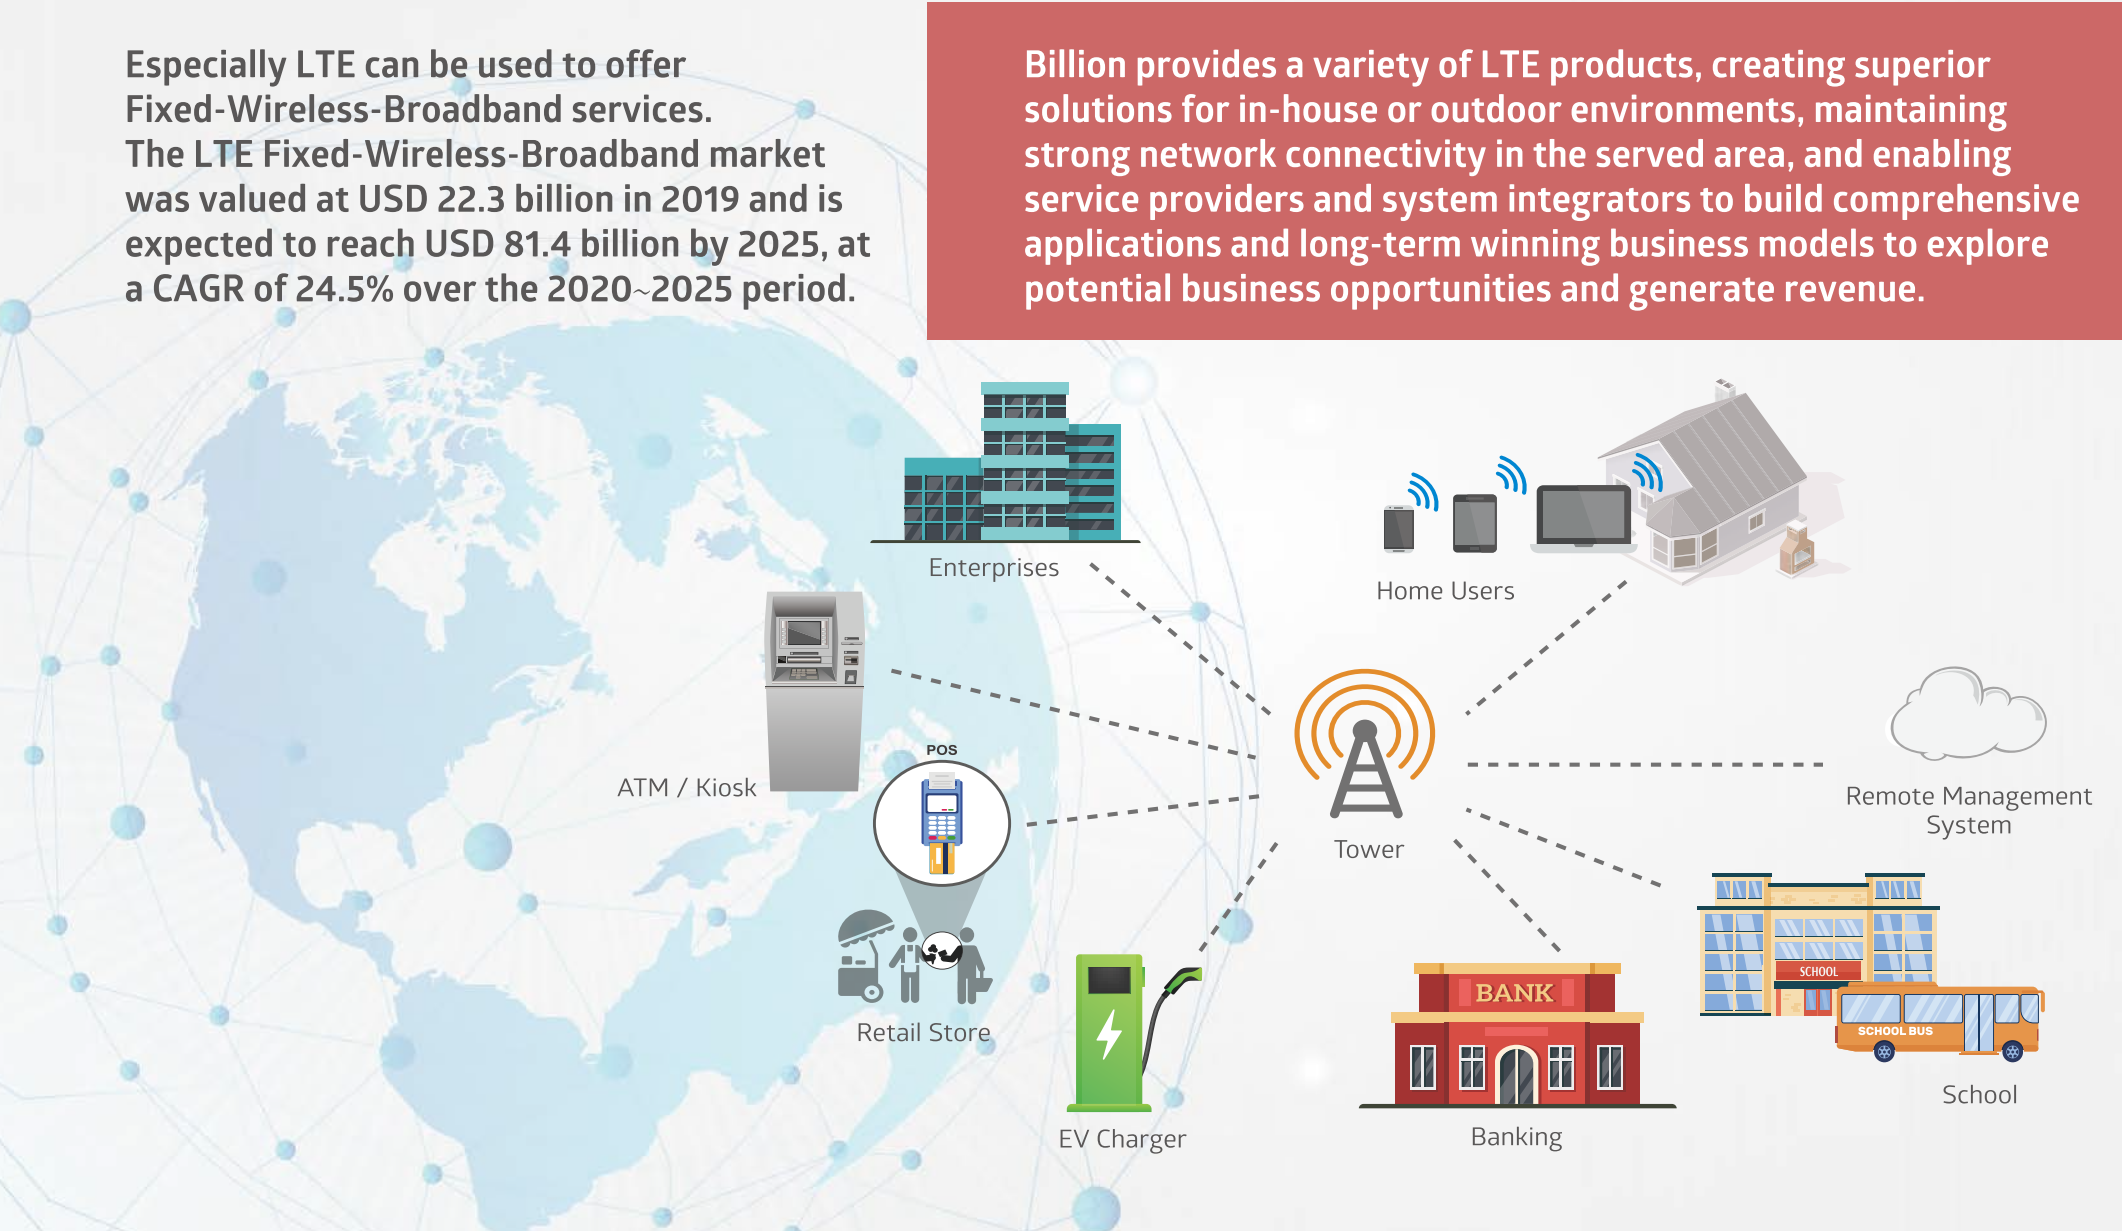 Especially LTE can be used to offer
Fixed-Wireless-Broadband services.
The LTE Fixed-Wireless-Broadband market
was valued at USD 22.3 billion in 2019 and is
expected to reach USD 81.4 billion by 2025, at
a CAGR of 24.5% over the 2020~2025 period.
Billion provides a variety of LTE products, creating superior
solutions for in-house or outdoor environments, maintaining
strong network connectivity in the served area, and enabling
service providers and system integrators to build comprehensive
applications and long-term winning business models to explore
potential business opportunities and generate revenue.
Enterprises
Home Users
ATM / Kiosk
POS
Remote Management
System
Tower
Retail Store
SCHOOL
SCHOOL BUS
School
BANK
Banking
EV Charger